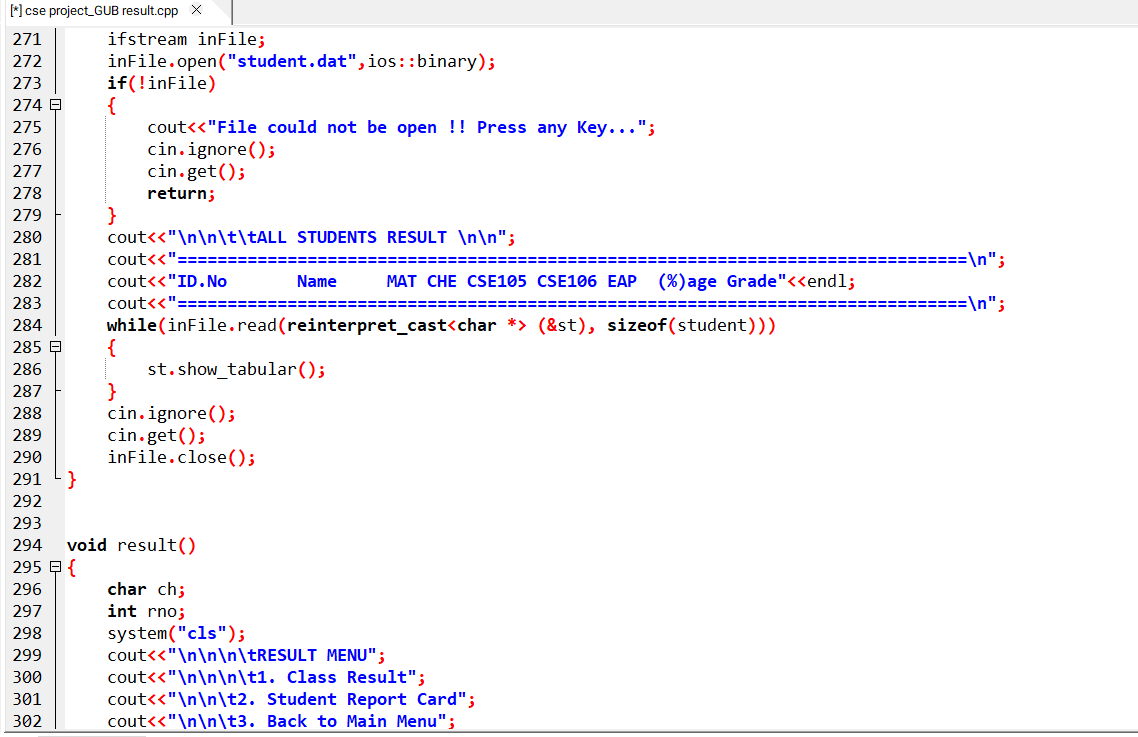 [*] cse project_GUB result.cpp ✕
271     ifstream inFile;
272     inFile.open("student.dat",ios::binary);
273     if(!inFile)
274     {
275         cout<<"File could not be open !! Press any Key...";
276         cin.ignore();
277         cin.get();
278         return;
279     }
280     cout<<"\n\n\t\tALL STUDENTS RESULT \n\n";
281     cout<<"===============================================================================\n";
282     cout<<"ID.No       Name     MAT CHE CSE105 CSE106 EAP  (%)age Grade"<<endl;
283     cout<<"===============================================================================\n";
284     while(inFile.read(reinterpret_cast<char *> (&st), sizeof(student)))
285     {
286         st.show_tabular();
287     }
288     cin.ignore();
289     cin.get();
290     inFile.close();
291 }
292
293
294 void result()
295 {
296     char ch;
297     int rno;
298     system("cls");
299     cout<<"\n\n\n\tRESULT MENU";
300     cout<<"\n\n\n\t1. Class Result";
301     cout<<"\n\n\t2. Student Report Card";
302     cout<<"\n\n\t3. Back to Main Menu";